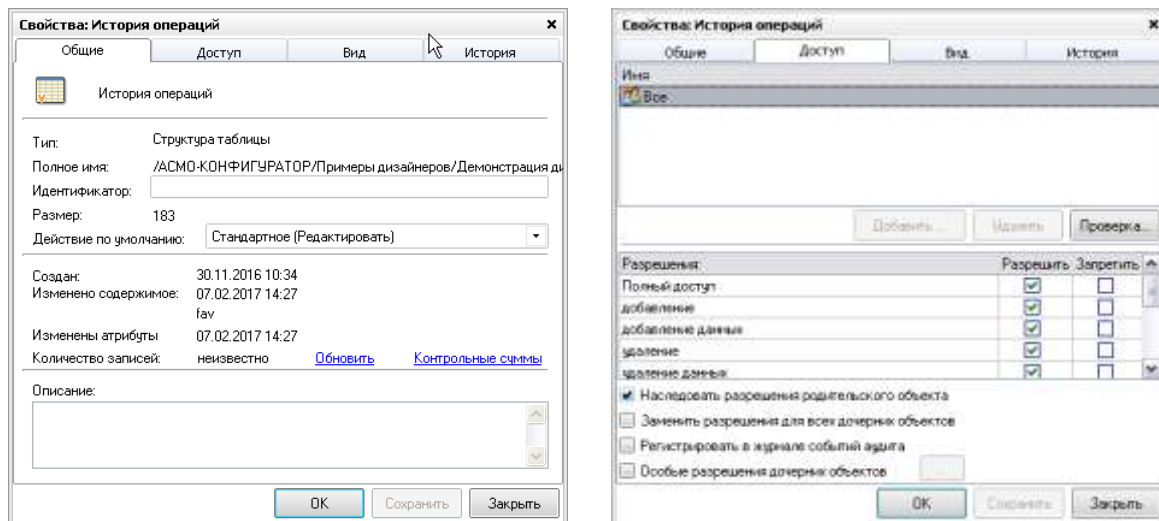 Свойства: История операций
Общие Доступ Вид История
История операций
Тип: Структура таблицы
Полное имя: /АСМО-КОНФИГУРАТОР/Примеры дизайнеров/Демонстрация ди
Идентификатор:
Размер: 183
Действие по умолчанию: Стандартное (Редактировать)
Создан: 30.11.2016 10:34
Изменено содержимое: 07.02.2017 14:27
fav
Изменены атрибуты 07.02.2017 14:27
Количество записей: неизвестно Обновить Контрольные суммы
Описание:
OK Сохранить Закрыть
Свойства: История операций
Общие Доступ Вид История
Имя
Все
Добавить... Удалить Проверка...
Разрешения: Разрешить Запретить
Полный доступ
добавление
добавление данных
удаление
удаление данных
Наследовать разрешения родительского объекта
Заменить разрешения для всех дочерних объектов
Регистрировать в журнале событий аудита
Особые разрешения дочерних объектов
OK Сохранить Закрыть